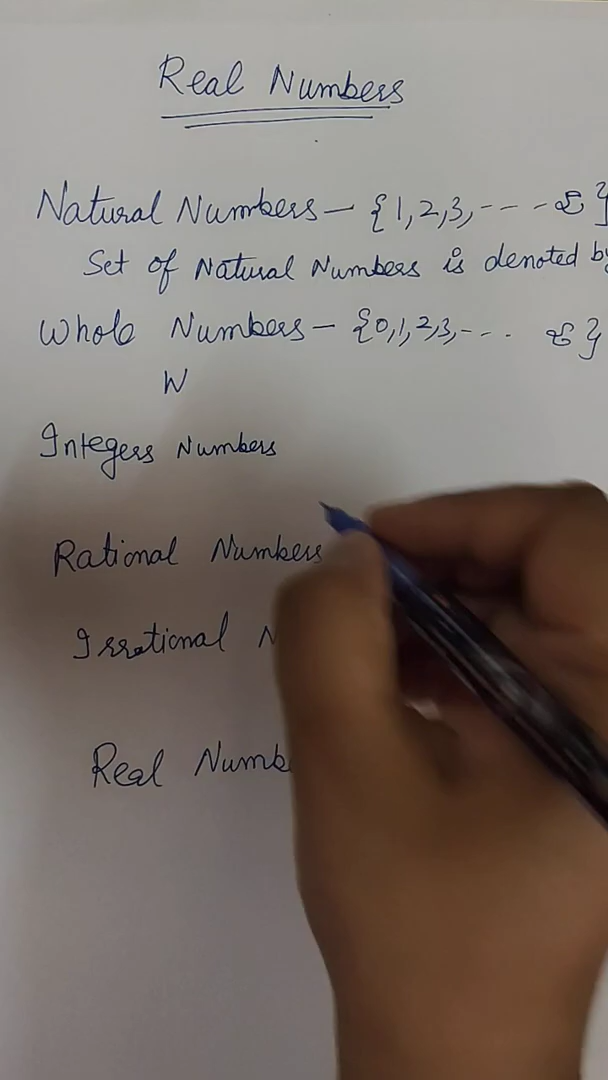 Real Numbers
Natural Numbers - {1,2,3, - - - }
Set of Natural Numbers is denoted by
Whole Numbers - {0,1,2,3, - - - }
W
Integers Numbers
Rational Numbers
Irrational N
Real Numb